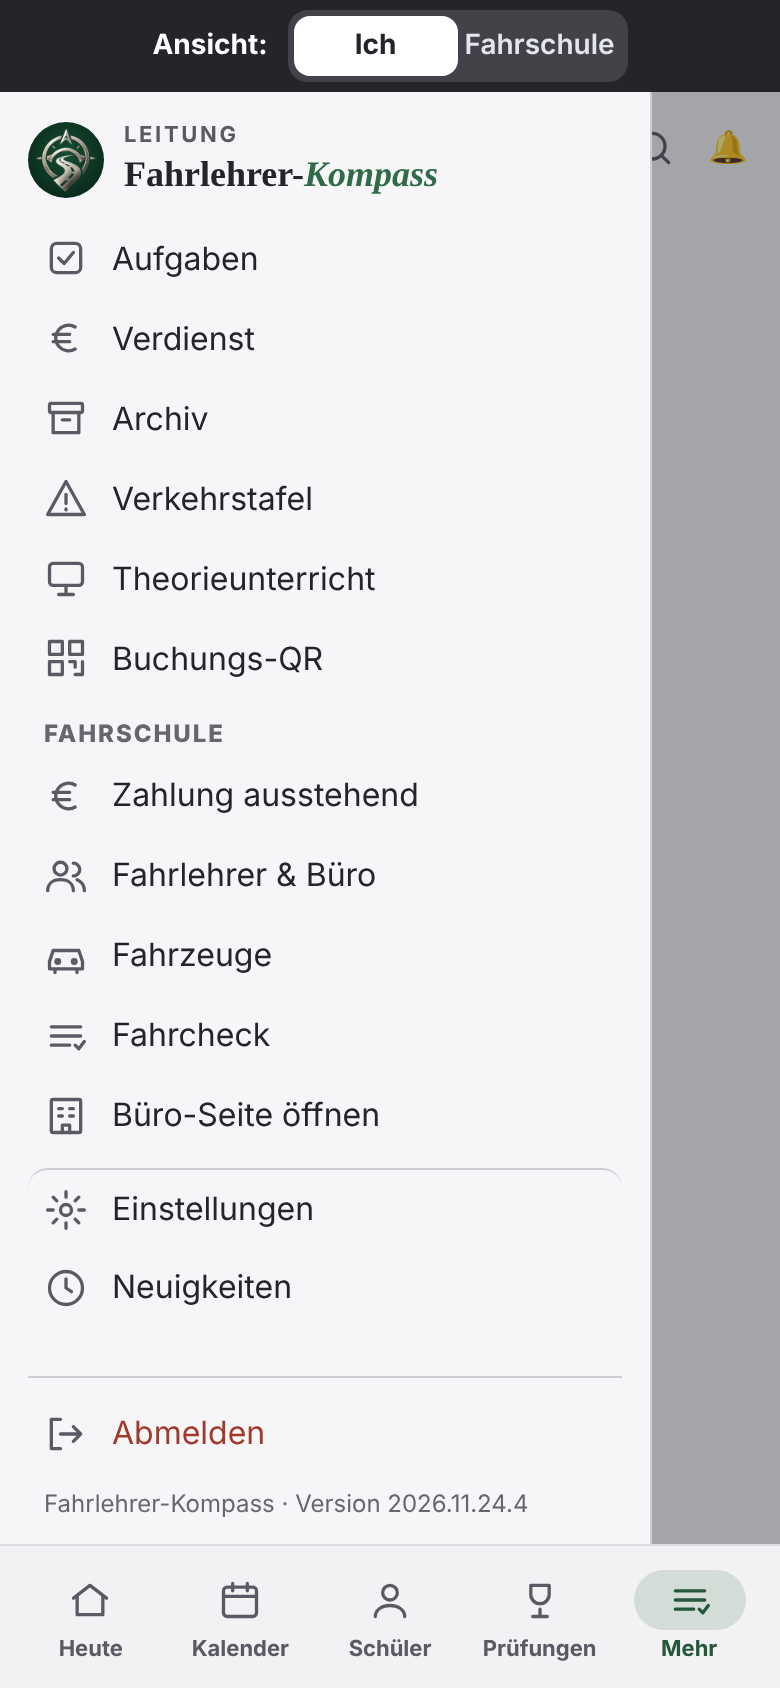 Ansicht:
Ich
Fahrschule
LEITUNG
Fahrlehrer-Kompass
Aufgaben
€ Verdienst
Archiv
Verkehrstafel
Theorieunterricht
Buchungs-QR
FAHRSCHULE
€ Zahlung ausstehend
Fahrlehrer & Büro
Fahrzeuge
Fahrcheck
Büro-Seite öffnen
Einstellungen
Neuigkeiten
Abmelden
Fahrlehrer-Kompass · Version 2026.11.24.4
Heute
Kalender
Schüler
Prüfungen
Mehr